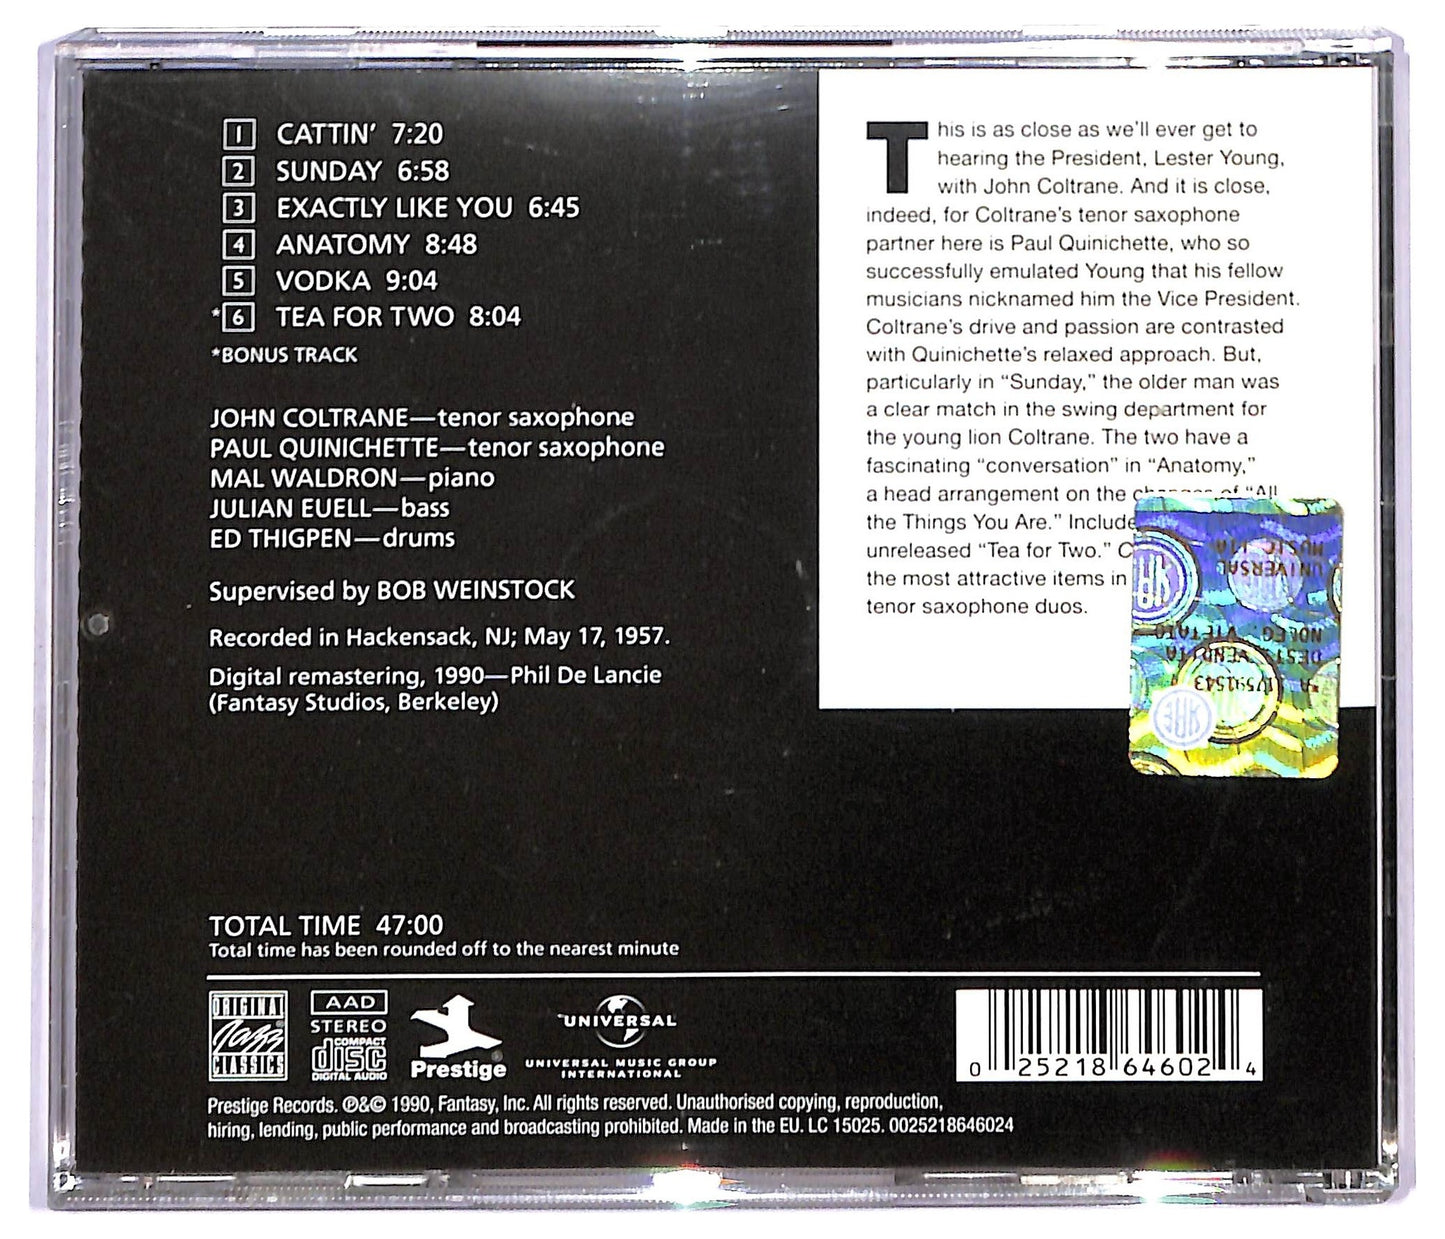 1 CATTIN' 7:20
2 SUNDAY 6:58
3 EXACTLY LIKE YOU 6:45
4 ANATOMY 8:48
5 VODKA 9:04
*6 TEA FOR TWO 8:04
*BONUS TRACK
JOHN COLTRANE—tenor saxophone
PAUL QUINICHETTE—tenor saxophone
MAL WALDRON—piano
JULIAN EUELL—bass
ED THIGPEN—drums
Supervised by BOB WEINSTOCK
Recorded in Hackensack, NJ; May 17, 1957.
Digital remastering, 1990—Phil De Lancie
(Fantasy Studios, Berkeley)
This is as close as we'll ever get to
hearing the President, Lester Young,
with John Coltrane. And it is close,
indeed, for Coltrane's tenor saxophone
partner here is Paul Quinichette, who so
successfully emulated Young that his fellow
musicians nicknamed him the Vice President.
Coltrane's drive and passion are contrasted
with Quinichette's relaxed approach. But,
particularly in "Sunday," the older man was
a clear match in the swing department for
the young lion Coltrane. The two have a
fascinating "conversation" in "Anatomy,"
a head arrangement on the changes of "All
the Things You Are." Include
unreleased "Tea for Two." C
the most attractive items in
tenor saxophone duos.
UNIVERSAL
MUSIC ITA
DEST. VENDITA
NOLEG. VIETATO
TOTAL TIME 47:00
Total time has been rounded off to the nearest minute
ORIGINAL
Jazz
CLASSICS
AAD
STEREO
COMPACT
disc
DIGITAL AUDIO
Prestige
UNIVERSAL
UNIVERSAL MUSIC GROUP
INTERNATIONAL
0 25218 64602 4
Prestige Records. ℗&© 1990, Fantasy, Inc. All rights reserved. Unauthorised copying, reproduction,
hiring, lending, public performance and broadcasting prohibited. Made in the EU. LC 15025. 0025218646024